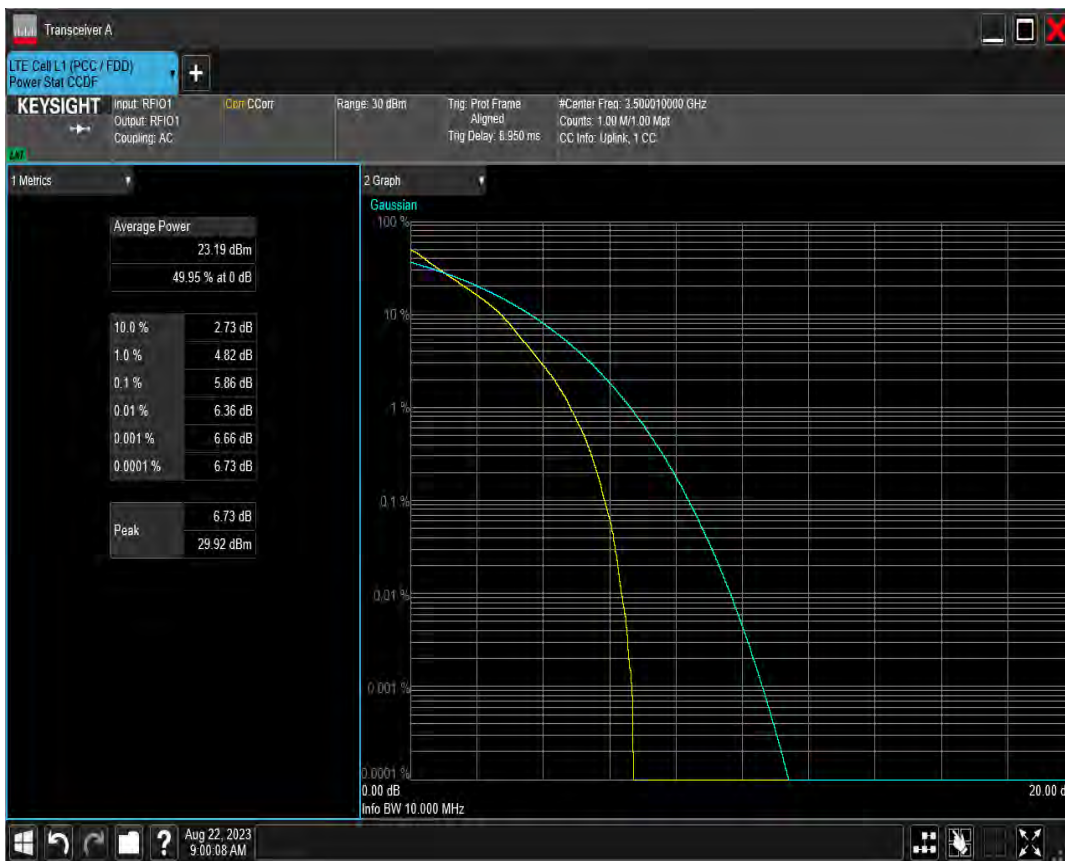 Transceiver A
LTE Cell L1 (PCC / FDD)
Power Stat CCDF
+
KEYSIGHT
Input: RFIO1
Output: RFIO1
Coupling: AC
Corr CCorr
Range: 30 dBm
Trig: Prot Frame
Aligned
Trig Delay: 8.950 ms
#Center Freq: 3.500010000 GHz
Counts: 1.00 M/1.00 Mpt
CC Info: Uplink, 1 CC
1 Metrics
Average Power
23.19 dBm
49.95 % at 0 dB
10.0 % 2.73 dB
1.0 % 4.82 dB
0.1 % 5.86 dB
0.01 % 6.36 dB
0.001 % 6.66 dB
0.0001 % 6.73 dB
Peak
6.73 dB
29.92 dBm
2 Graph
Gaussian
100 %
10 %
1 %
0.1 %
0.01 %
0.001 %
0.0001 %
0.00 dB
20.00 d
Info BW 10.000 MHz
?
Aug 22, 2023
9:00:08 AM